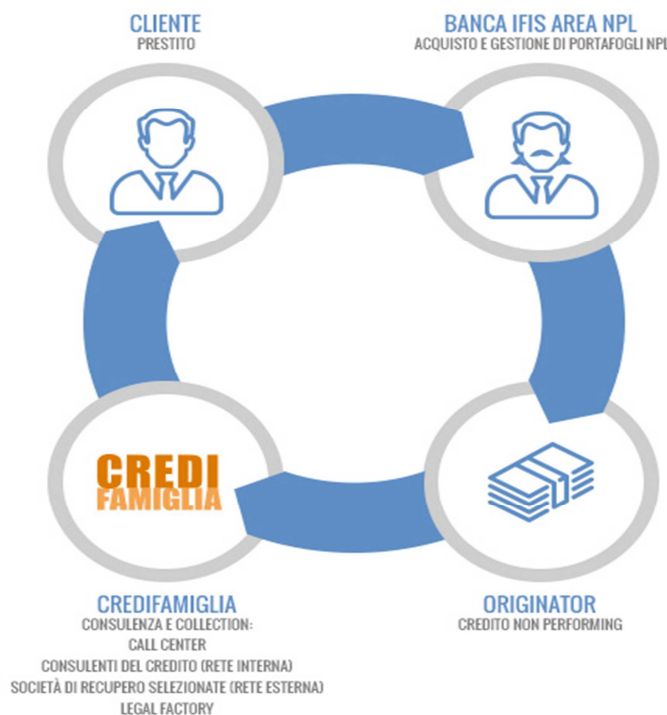 CLIENTE
PRESTITO
BANCA IFIS AREA NPL
ACQUISTO E GESTIONE DI PORTAFOGLI NPL
CREDI
FAMIGLIA
CREDIFAMIGLIA
CONSULENZA E COLLECTION:
CALL CENTER
CONSULENTI DEL CREDITO (RETE INTERNA)
SOCIETÀ DI RECUPERO SELEZIONATE (RETE ESTERNA)
LEGAL FACTORY
ORIGINATOR
CREDITO NON PERFORMING